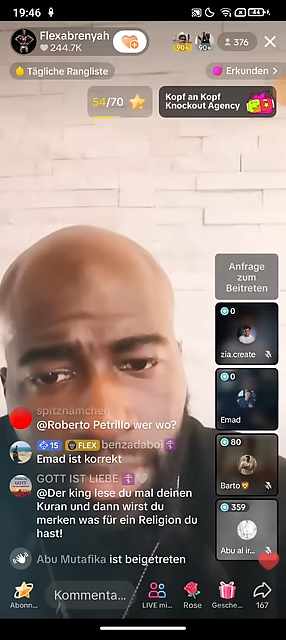 19:46
44
Flexabrenyah
244.7K
90+
90+
376
Tägliche Rangliste
Erkunden >
54/70
Kopf an Kopf
Knockout Agency
Anfrage
zum
Beitreten
0
zia.create
0
Emad
80
Barto
359
Abu al ir...
spitznamchen
@Roberto Petrillo wer wo?
15 FLEX benzadaboi
Emad ist korrekt
GOTT IST LIEBE
@Der king lese du mal deinen
Kuran und dann wirst du
merken was für ein Religion du
hast!
Abu Mutafika ist beigetreten
Kommenta...
Abonn...
LIVE mi...
Rose
Gesche...
167